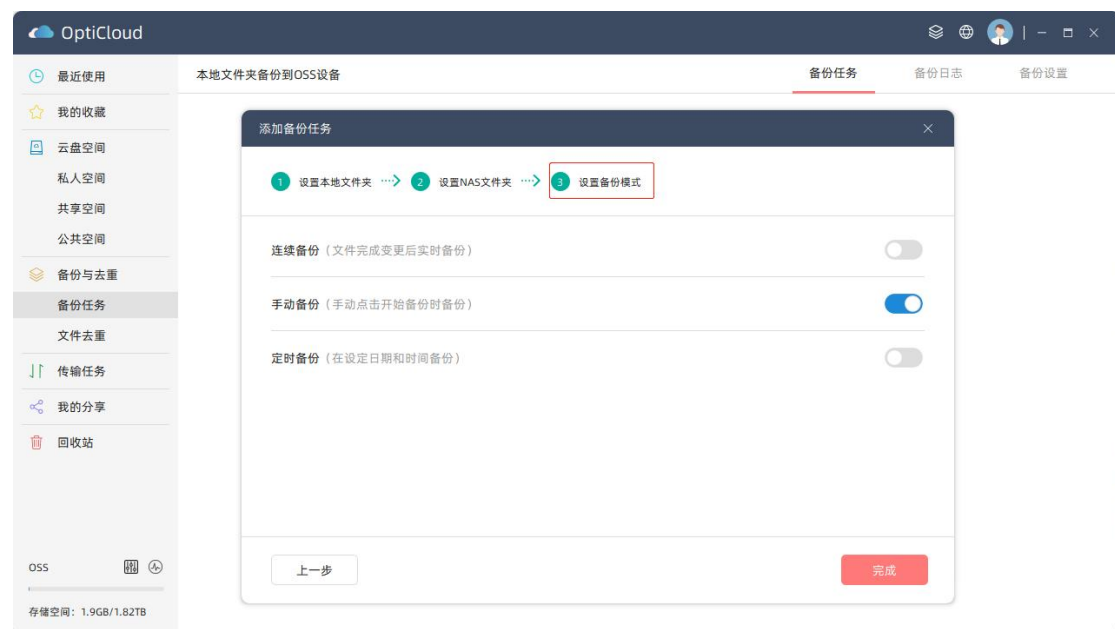 OptiCloud
最近使用
我的收藏
云盘空间
私人空间
共享空间
公共空间
备份与去重
备份任务
文件去重
传输任务
我的分享
回收站
OSS
存储空间：1.9GB/1.82TB
本地文件夹备份到OSS设备
备份任务 备份日志 备份设置
添加备份任务
1 设置本地文件夹 2 设置NAS文件夹 3 设置备份模式
连续备份（文件完成变更后实时备份）
手动备份（手动点击开始备份时备份）
定时备份（在设定日期和时间备份）
上一步 完成